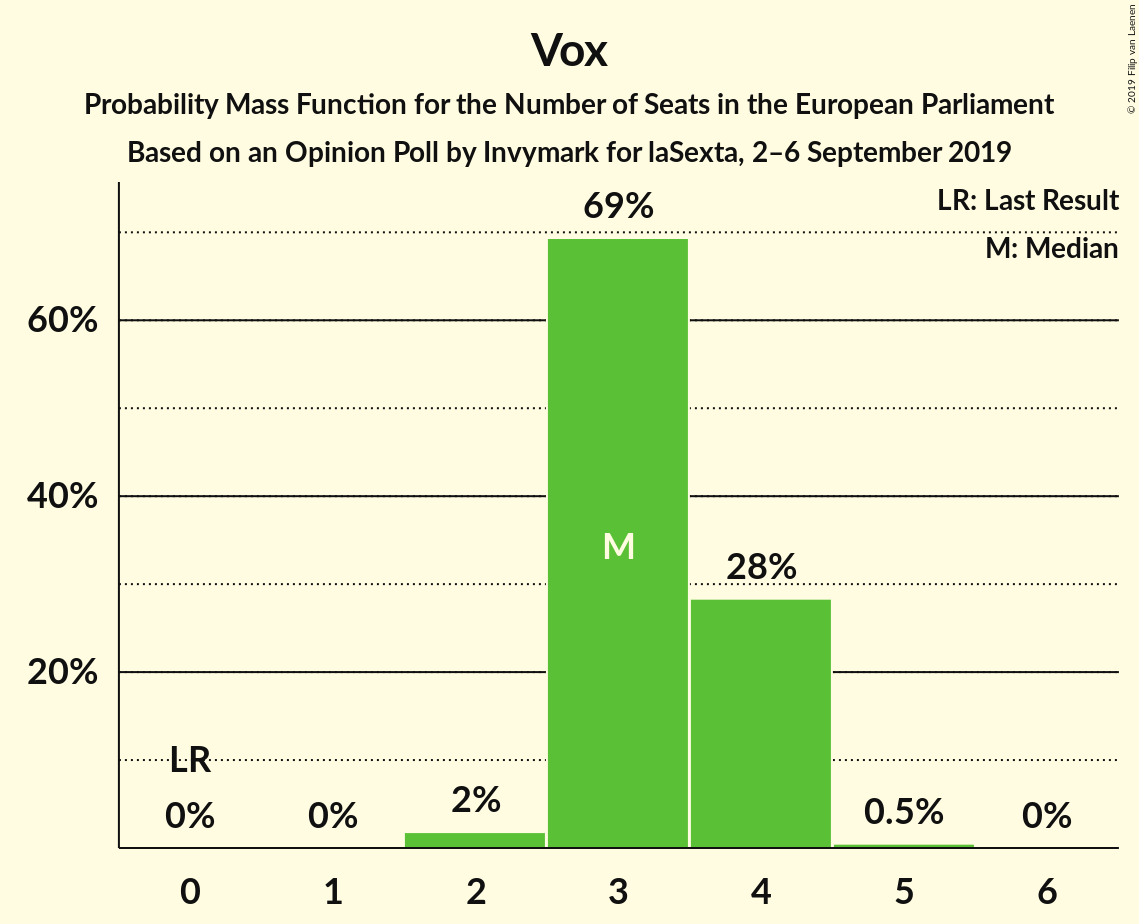 Vox
Probability Mass Function for the Number of Seats in the European Parliament
Based on an Opinion Poll by Invymark for laSexta, 2–6 September 2019
© 2019 Filip van Laenen
LR: Last Result
M: Median
69%
60%
40%
M
28%
20%
LR
0%
0%
2%
0.5%
0%
0
1
2
3
4
5
6